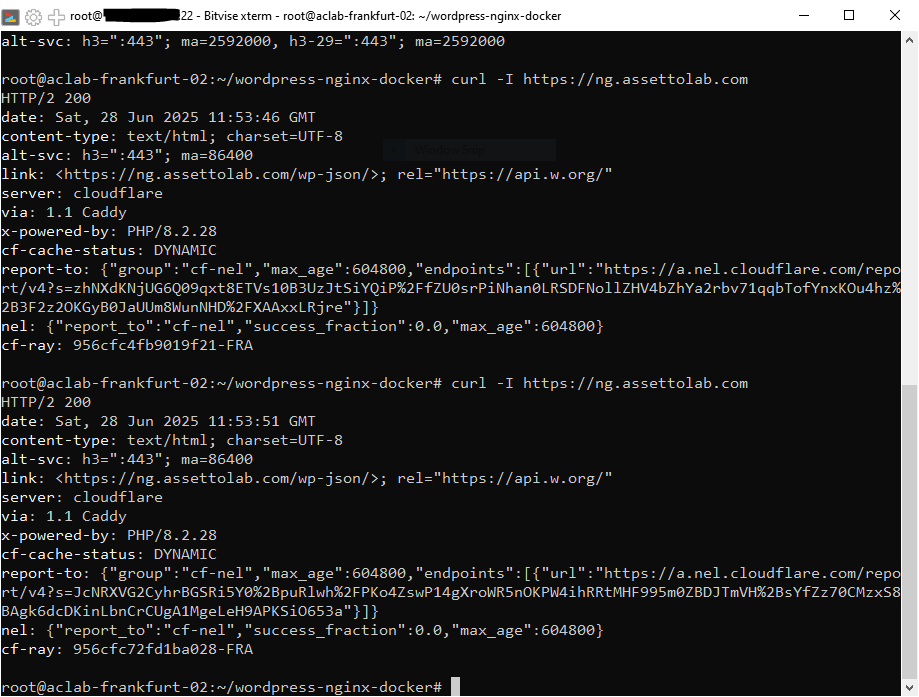 root@ 22 - Bitvise xterm - root@aclab-frankfurt-02: ~/wordpress-nginx-docker
alt-svc: h3=":443"; ma=2592000, h3-29=":443"; ma=2592000
root@aclab-frankfurt-02:~/wordpress-nginx-docker# curl -I https://ng.assettolab.com
HTTP/2 200
date: Sat, 28 Jun 2025 11:53:46 GMT
content-type: text/html; charset=UTF-8
alt-svc: h3=":443"; ma=86400
link: <https://ng.assettolab.com/wp-json/>; rel="https://api.w.org/"
server: cloudflare
via: 1.1 Caddy
x-powered-by: PHP/8.2.28
cf-cache-status: DYNAMIC
report-to: {"group":"cf-nel","max_age":604800,"endpoints":[{"url":"https://a.nel.cloudflare.com/repo
rt/v4?s=zhNXdKNjUG6Q09qxt8ETVs10B3UzJtSiYQiP%2FfZU0srPiNhan0LRSDFNollZHV4bZhYa2rbv71qqbTofYnxKOu4hz%
2B3F2z2OKGyB0JaUUm8WunNHD%2FXAAxxLRjre"}]}
nel: {"report_to":"cf-nel","success_fraction":0.0,"max_age":604800}
cf-ray: 956cfc4fb9019f21-FRA
root@aclab-frankfurt-02:~/wordpress-nginx-docker# curl -I https://ng.assettolab.com
HTTP/2 200
date: Sat, 28 Jun 2025 11:53:51 GMT
content-type: text/html; charset=UTF-8
alt-svc: h3=":443"; ma=86400
link: <https://ng.assettolab.com/wp-json/>; rel="https://api.w.org/"
server: cloudflare
via: 1.1 Caddy
x-powered-by: PHP/8.2.28
cf-cache-status: DYNAMIC
report-to: {"group":"cf-nel","max_age":604800,"endpoints":[{"url":"https://a.nel.cloudflare.com/repo
rt/v4?s=JcNRXVG2CyhrBGSRi5Y0%2BpuRlwh%2FPKo4ZswP14gXroWR5nOKPW4ihRRtMHF995m0ZBDJTmVH%2BsYfZz70CMzxS8
BAgk6dcDKinLbnCrCUgA1MgeLeH9APKSiO653a"}]}
nel: {"report_to":"cf-nel","success_fraction":0.0,"max_age":604800}
cf-ray: 956cfc72fd1ba028-FRA
root@aclab-frankfurt-02:~/wordpress-nginx-docker#